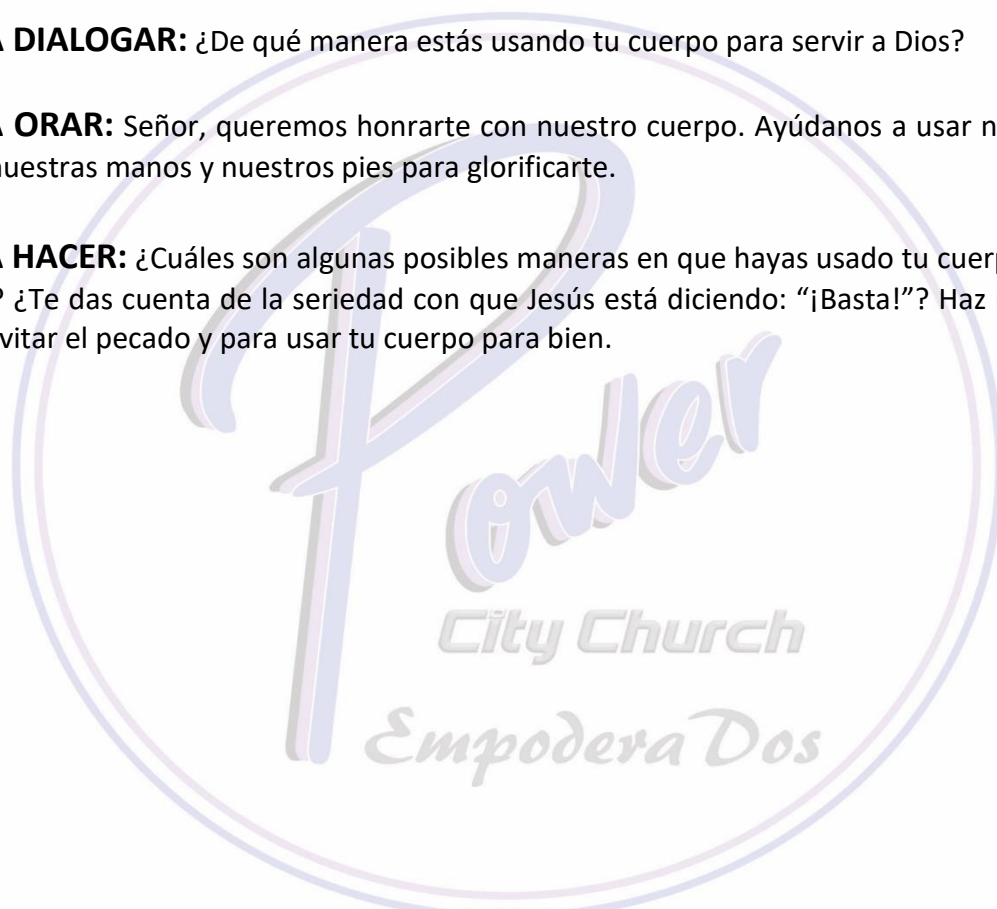 A DIALOGAR: ¿De qué manera estás usando tu cuerpo para servir a Dios?
A ORAR: Señor, queremos honrarte con nuestro cuerpo. Ayúdanos a usar
nuestras manos y nuestros pies para glorificarte.
A HACER: ¿Cuáles son algunas posibles maneras en que hayas usado tu
? ¿Te das cuenta de la seriedad con que Jesús está diciendo: “¡Basta!”? Haz
vitar el pecado y para usar tu cuerpo para bien.
Power
City Church
EmpoderaDos